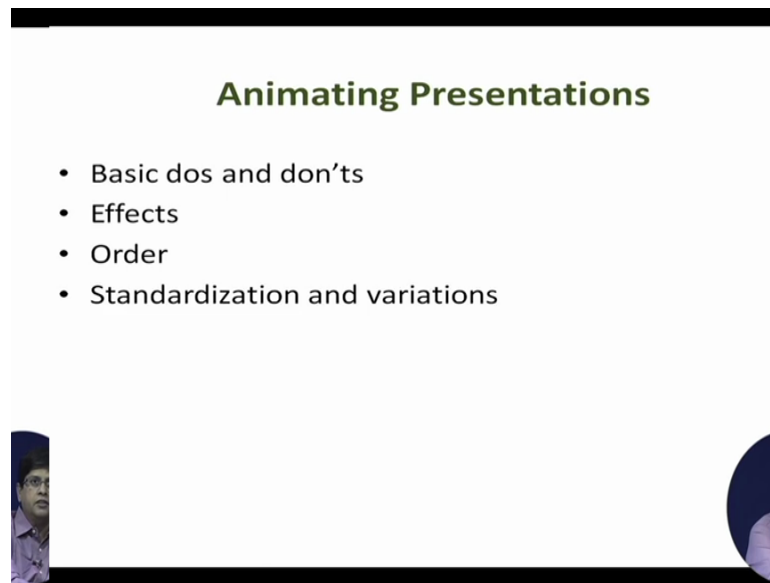 Animating Presentations
• Basic dos and don'ts
• Effects
• Order
• Standardization and variations